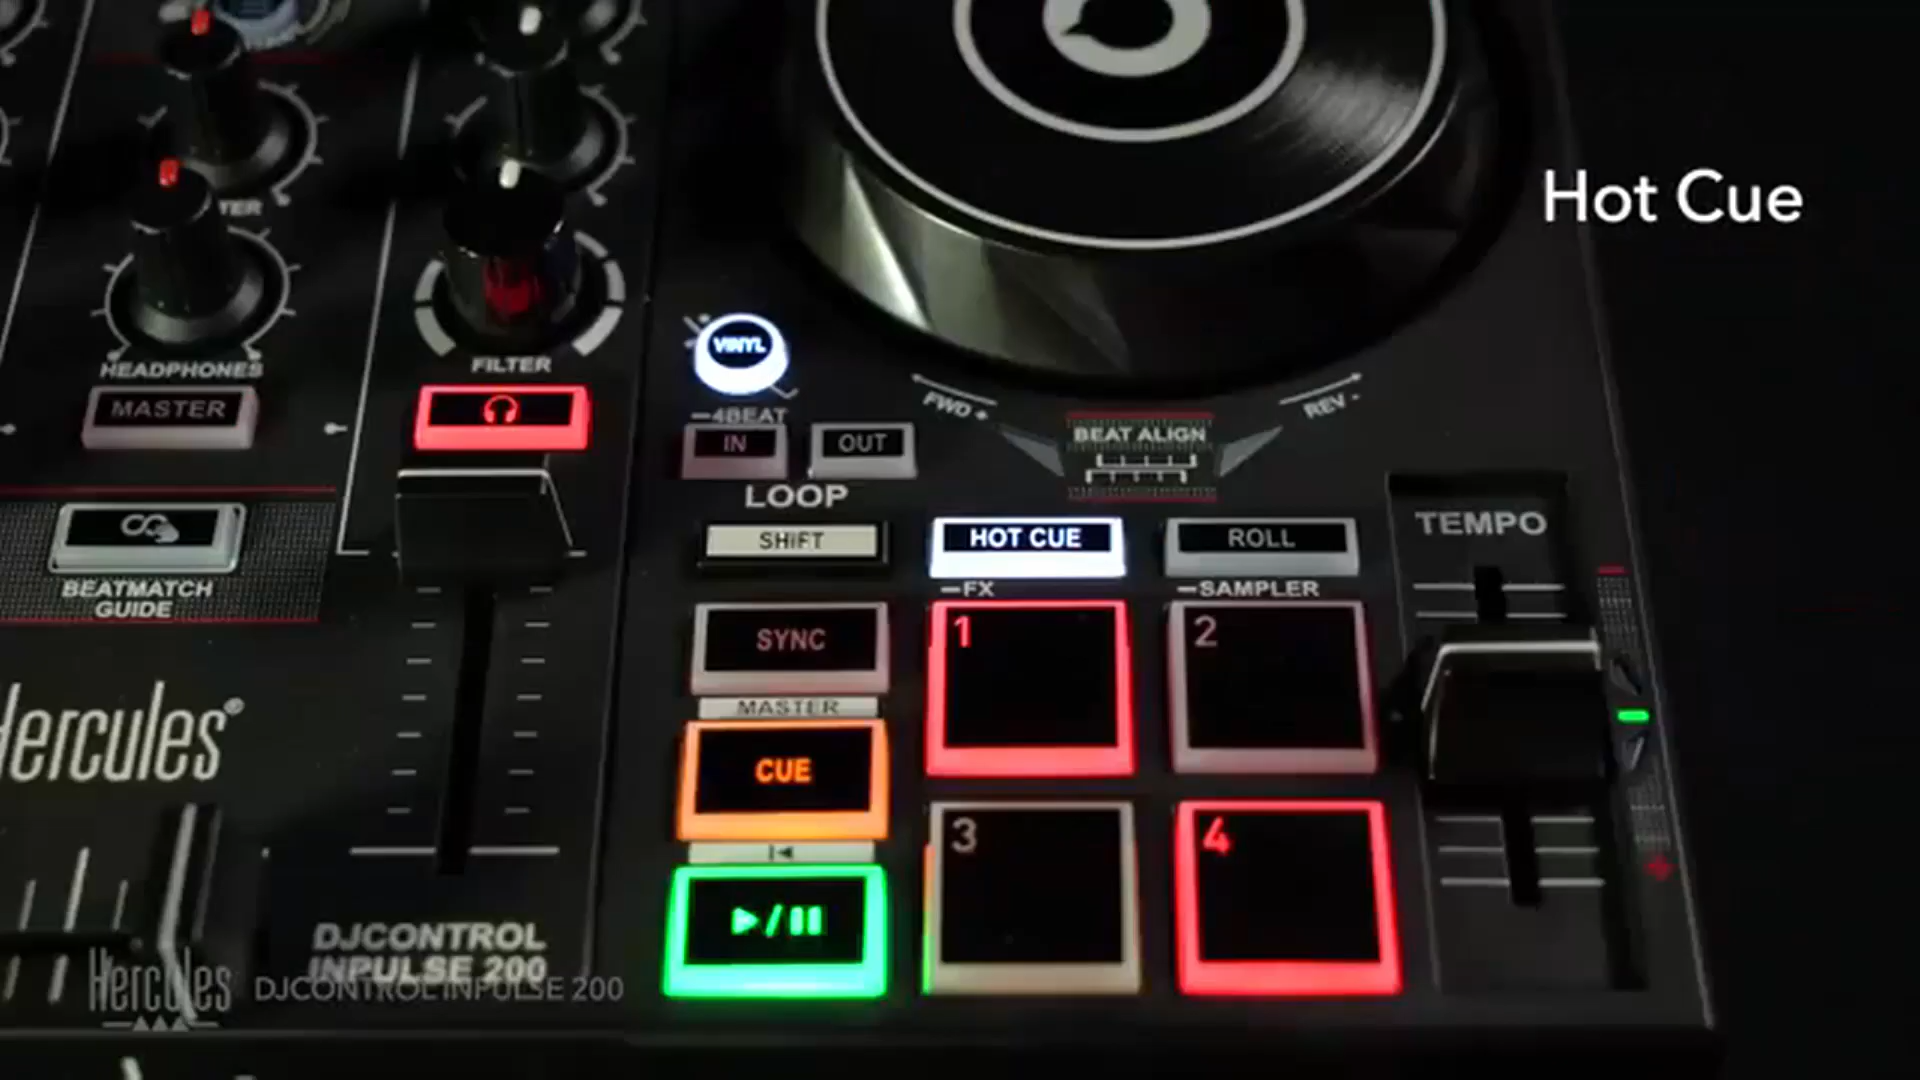 Hot Cue
TER
HEADPHONES
MASTER
FILTER
VINYL
4BEAT
IN
OUT
LOOP
FWD +
REV -
BEAT ALIGN
SHIFT
HOT CUE
ROLL
TEMPO
FX
SAMPLER
BEATMATCH
GUIDE
SYNC
1
2
MASTER
CUE
3
4
Hercules®
DJCONTROL
INPULSE 200
Hercules DJCONTROL INPULSE 200